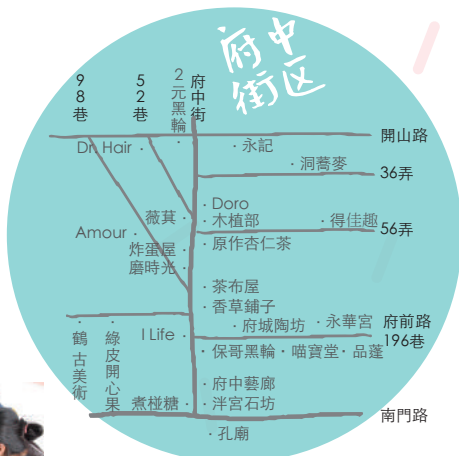 府中
街区
98巷
52巷
2元黑輪
府中街
開山路
Dr. Hair ·
· 永記
· 洞蕎麥
36弄
· Doro
薇萁 ·
· 木植部
· 得佳趣
56弄
Amour ·
· 原作杏仁茶
炸蛋屋 ·
磨時光 ·
· 茶布屋
· 香草鋪子
· 府城陶坊
· 永華宮
府前路
196巷
I Life ·
· 保哥黑輪 · 喵寶堂 · 品蓬
· 鶴古美術
· 綠皮開心果
· 府中藝廊
煮椪糖 ·
· 泮宮石坊
南門路
· 孔廟